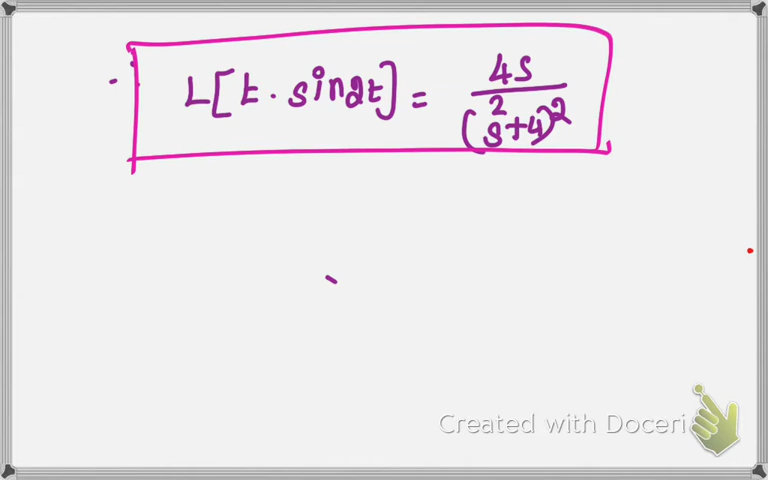 ∴ L[t · sin2t] = 4s / (s²+4)²
Created with Doceri